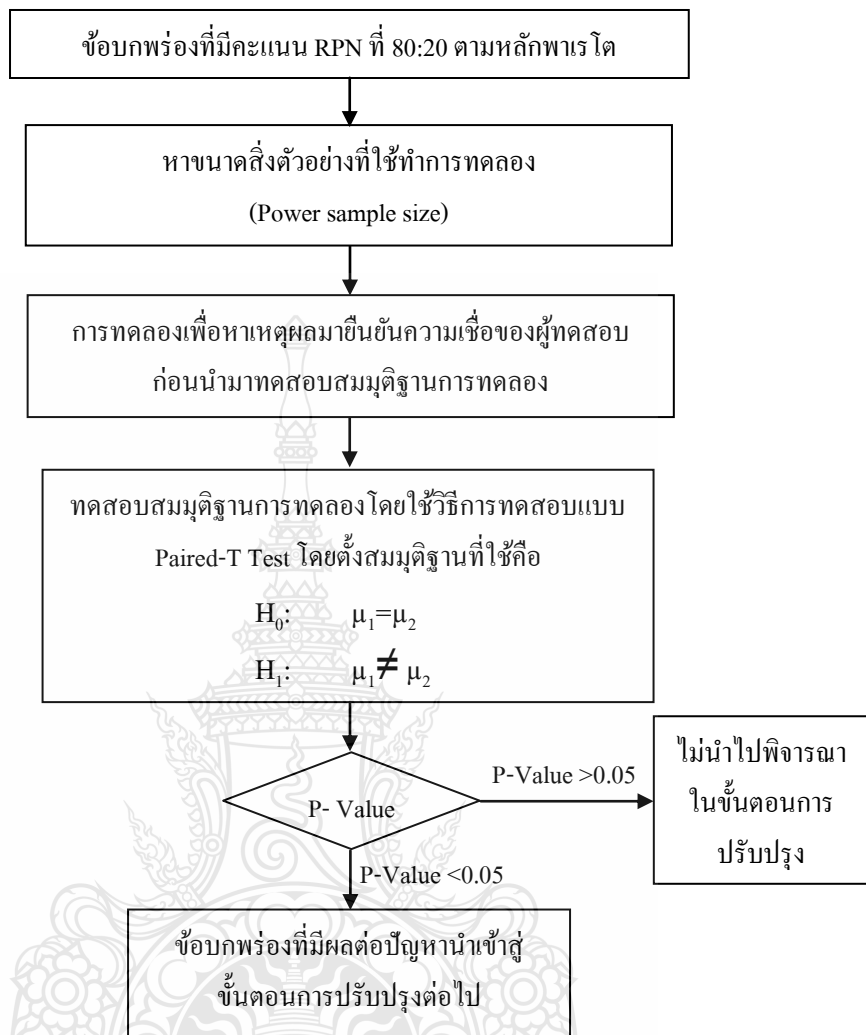 ข้อบกพร่องที่มีคะแนน RPN ที่ 80:20 ตามหลักพาเรโต
หาขนาดสิ่งตัวอย่างที่ใช้ทำการทดลอง
(Power sample size)
การทดลองเพื่อหาเหตุผลมายืนยันความเชื่อของผู้ทดสอบ
ก่อนนำมาทดสอบสมมุติฐานการทดลอง
ทดสอบสมมุติฐานการทดลองโดยใช้วิธีการทดสอบแบบ
Paired-T Test โดยตั้งสมมุติฐานที่ใช้คือ
H₀: μ₁=μ₂
H₁: μ₁≠ μ₂
P- Value
P-Value >0.05
ไม่นำไปพิจารณา
ในขั้นตอนการ
ปรับปรุง
P-Value <0.05
ข้อบกพร่องที่มีผลต่อปัญหานำเข้าสู่
ขั้นตอนการปรับปรุงต่อไป